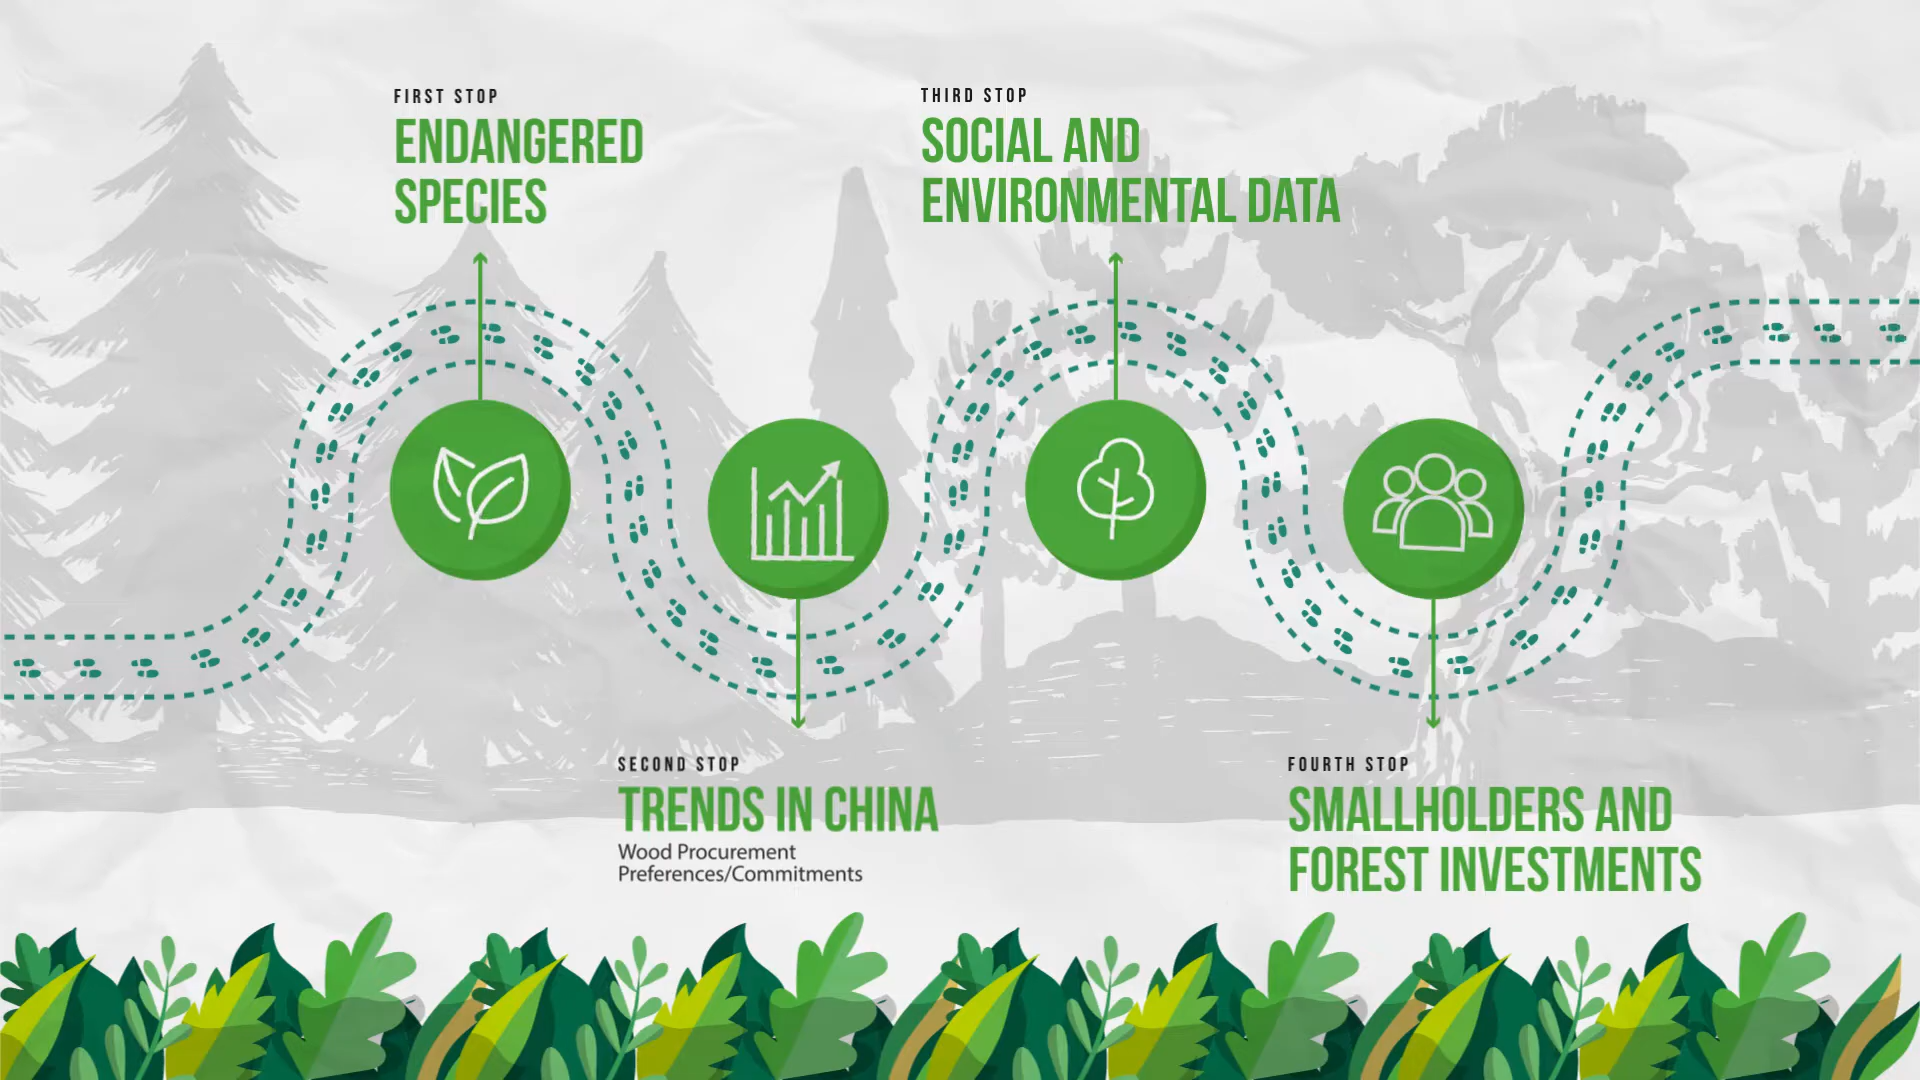 FIRST STOP
ENDANGERED
SPECIES
SECOND STOP
TRENDS IN CHINA
Wood Procurement
Preferences/Commitments
THIRD STOP
SOCIAL AND
ENVIRONMENTAL DATA
FOURTH STOP
SMALLHOLDERS AND
FOREST INVESTMENTS